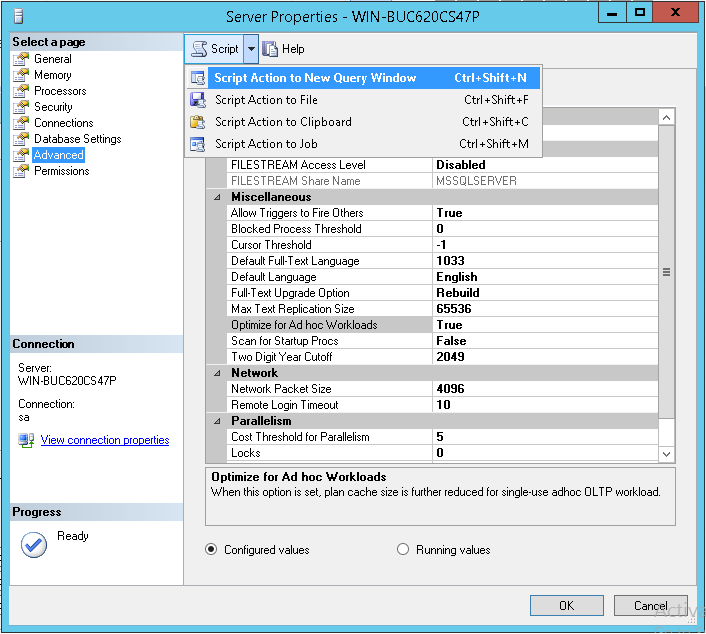 Server Properties - WIN-BUC620CS47P
Select a page
General
Memory
Processors
Security
Connections
Database Settings
Advanced
Permissions
Script
Help
Script Action to New Query Window Ctrl+Shift+N
Script Action to File Ctrl+Shift+F
Script Action to Clipboard Ctrl+Shift+C
Script Action to Job Ctrl+Shift+M
FILESTREAM Access Level Disabled
FILESTREAM Share Name MSSQLSERVER
Miscellaneous
Allow Triggers to Fire Others True
Blocked Process Threshold 0
Cursor Threshold -1
Default Full-Text Language 1033
Default Language English
Full-Text Upgrade Option Rebuild
Max Text Replication Size 65536
Optimize for Ad hoc Workloads True
Scan for Startup Procs False
Two Digit Year Cutoff 2049
Network
Network Packet Size 4096
Remote Login Timeout 10
Parallelism
Cost Threshold for Parallelism 5
Locks 0
Connection
Server:
WIN-BUC620CS47P
Connection:
sa
View connection properties
Progress
Ready
Optimize for Ad hoc Workloads
When this option is set, plan cache size is further reduced for single-use adhoc OLTP workload.
Configured values
Running values
OK
Cancel